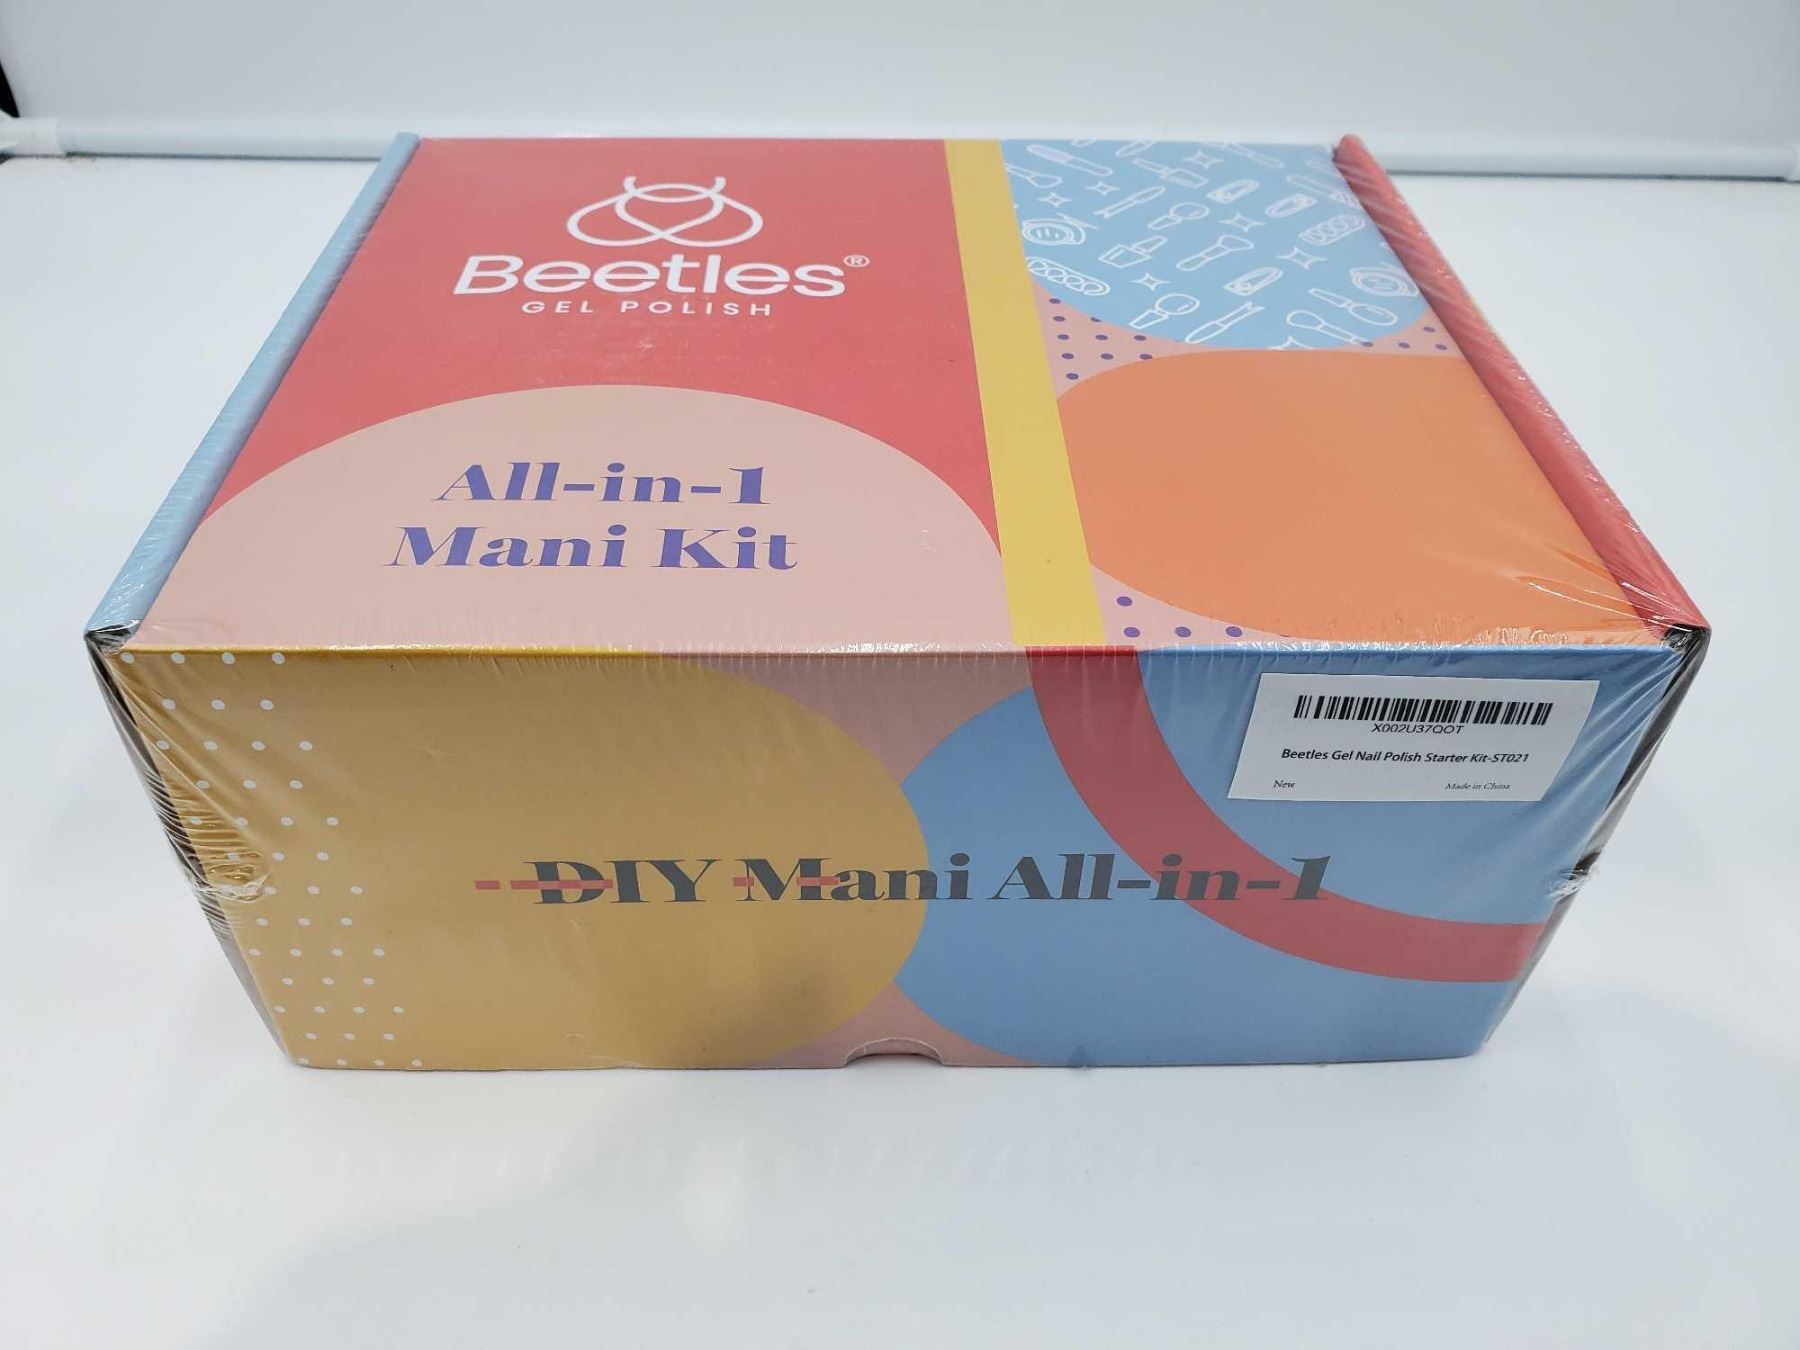 Beetles®
GEL POLISH
All-in-1
Mani Kit
X002U37QOT
Beetles Gel Nail Polish Starter Kit-ST021
New Made in China
DIY Mani All-in-1